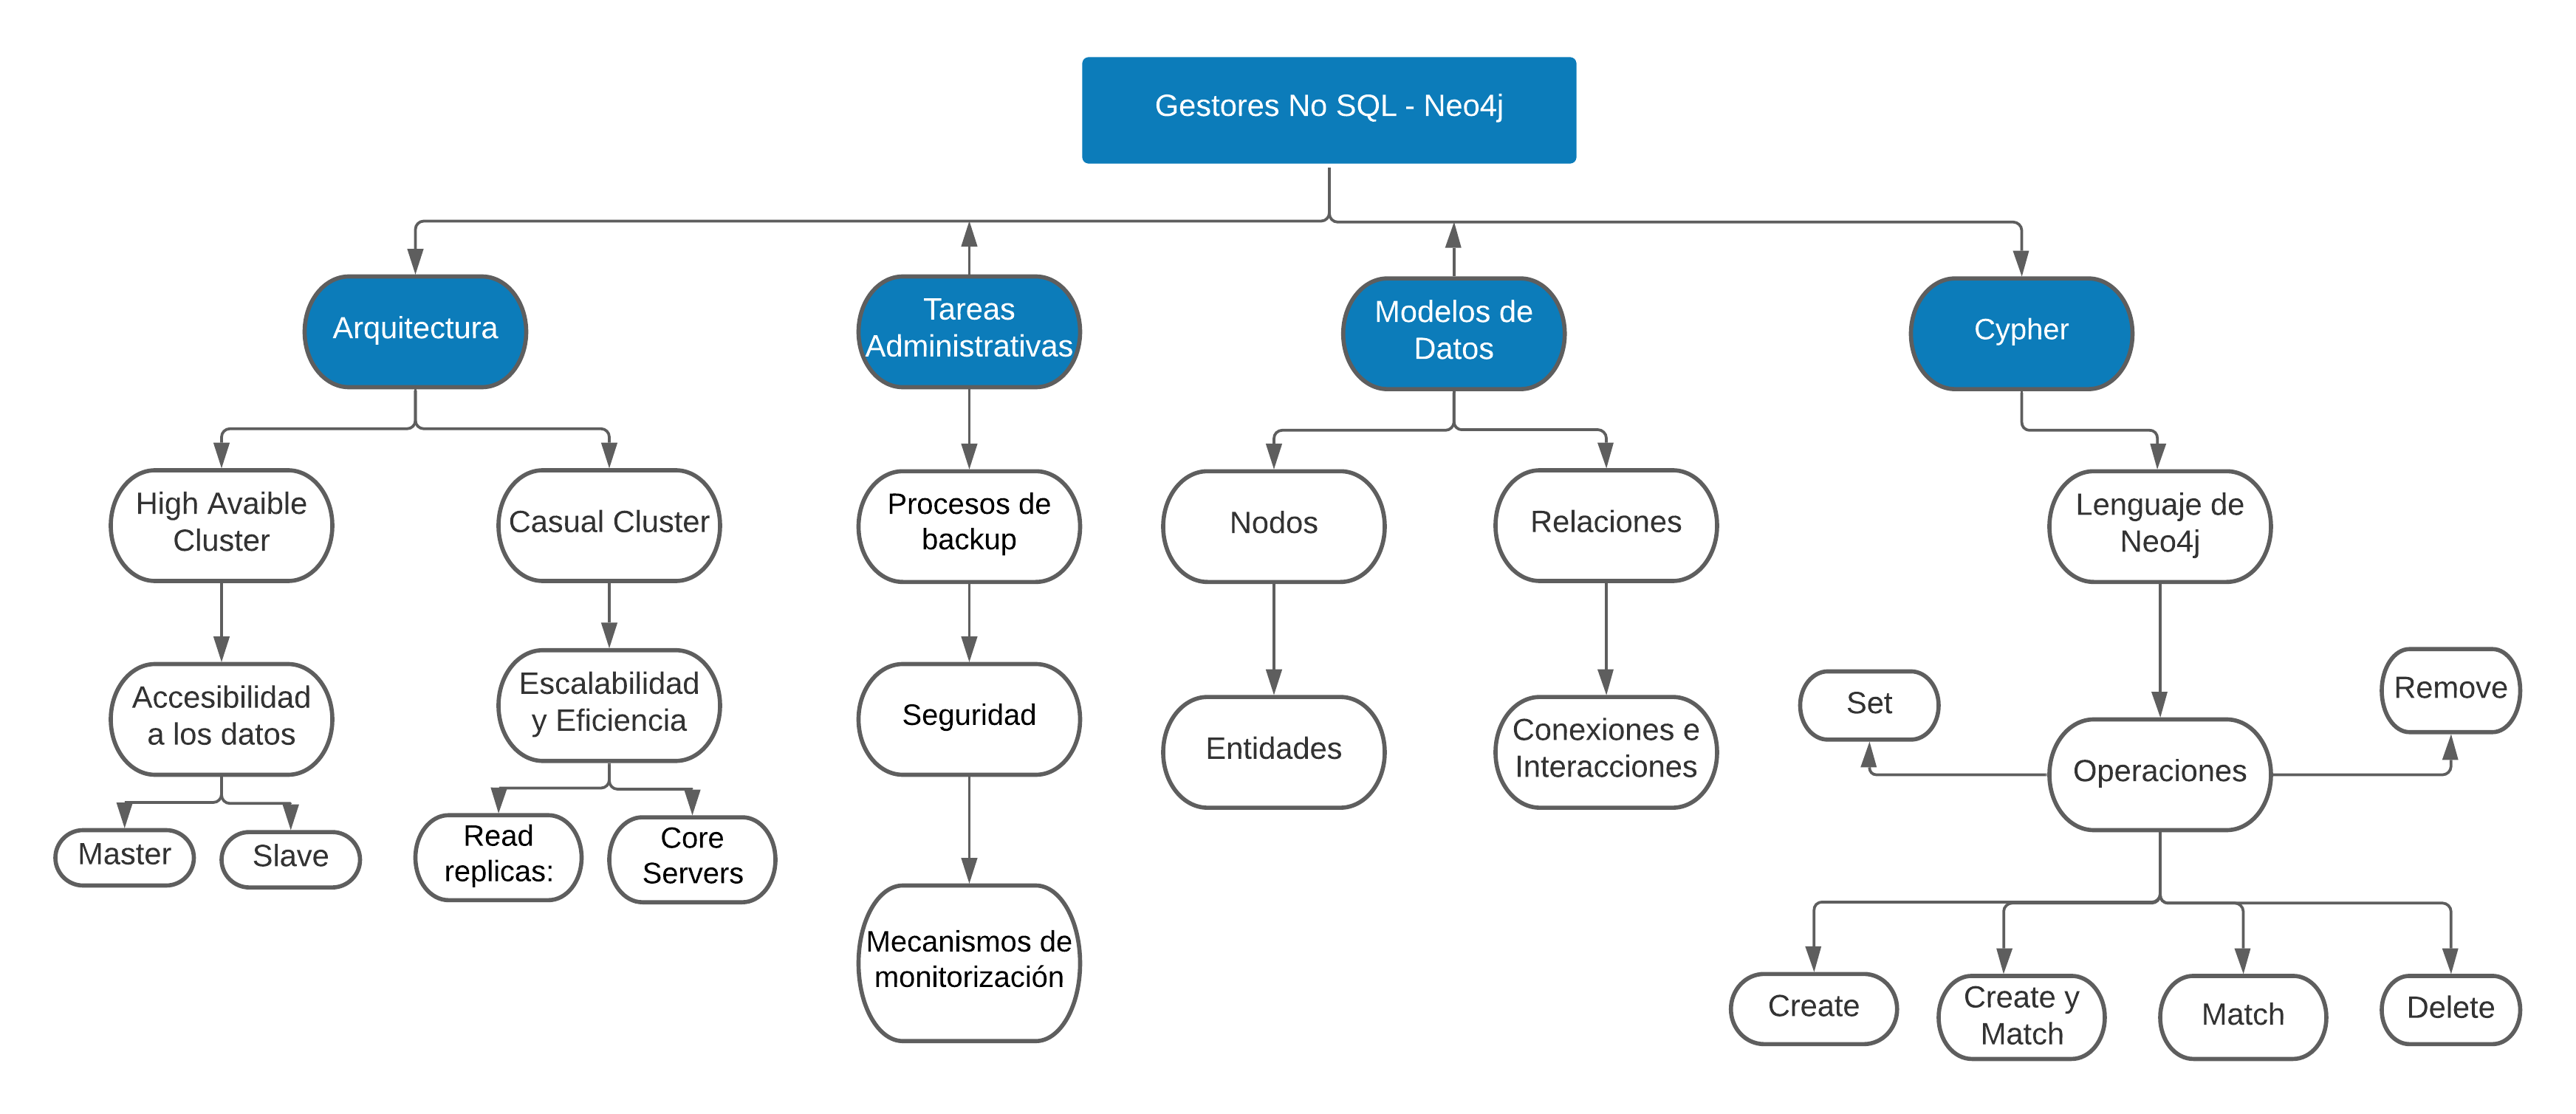 Gestores No SQL - Neo4j
Arquitectura
Tareas
Administrativas
Modelos de
Datos
Cypher
High Avaible
Cluster
Casual Cluster
Procesos de
backup
Nodos
Relaciones
Lenguaje de
Neo4j
Accesibilidad
a los datos
Escalabilidad
y Eficiencia
Seguridad
Entidades
Conexiones e
Interacciones
Set
Remove
Operaciones
Master
Slave
Read
replicas:
Core
Servers
Mecanismos de
monitorización
Create
Create y
Match
Match
Delete